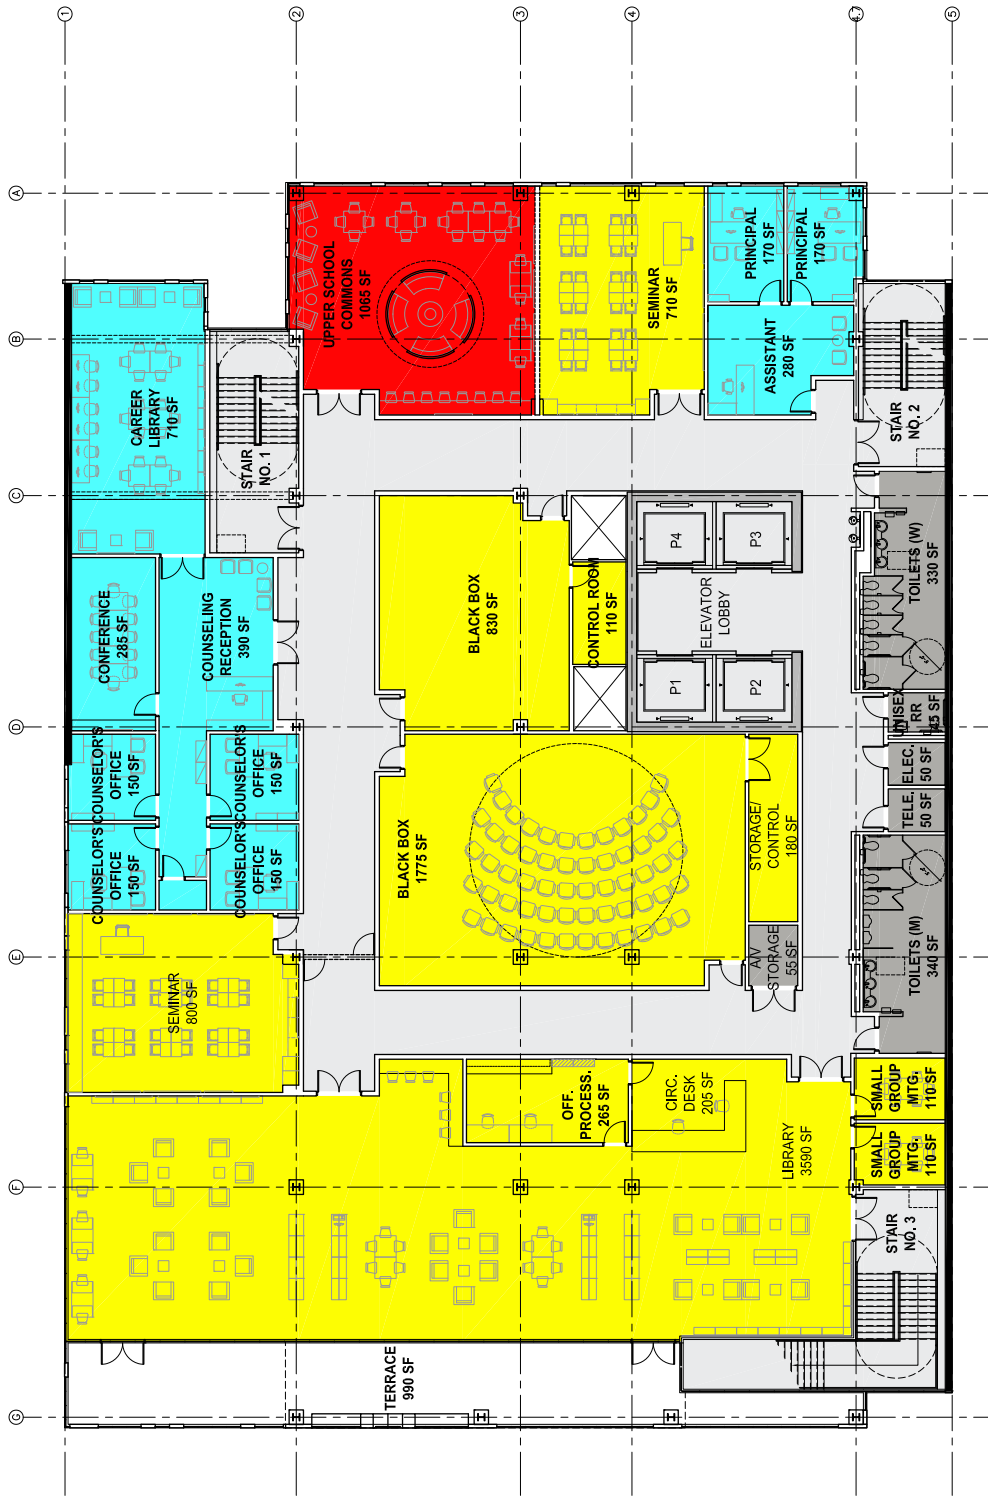 1
2
3
4
4.7
5
A
B
C
D
E
F
G
UPPER SCHOOL
COMMONS
1065 SF
SEMINAR
710 SF
PRINCIPAL
170 SF
PRINCIPAL
170 SF
ASSISTANT
280 SF
STAIR
NO. 2
CAREER
LIBRARY
710 SF
STAIR
NO. 1
CONFERENCE
285 SF
COUNSELING
RECEPTION
390 SF
BLACK BOX
830 SF
CONTROL ROOM
110 SF
P4
P3
ELEVATOR
LOBBY
P1
P2
TOILETS (W)
330 SF
UNISEX
RR
45 SF
ELEC.
50 SF
TELE.
50 SF
COUNSELOR'S
OFFICE
150 SF
COUNSELOR'S
OFFICE
150 SF
COUNSELOR'S
OFFICE
150 SF
COUNSELOR'S
OFFICE
150 SF
BLACK BOX
1775 SF
STORAGE/
CONTROL
180 SF
A/V
STORAGE
55 SF
TOILETS (M)
340 SF
SEMINAR
800 SF
OFF.
PROCESS.
265 SF
CIRC.
DESK
205 SF
LIBRARY
3590 SF
SMALL
GROUP
MTG.
110 SF
SMALL
GROUP
MTG.
110 SF
STAIR
NO. 3
TERRACE
990 SF